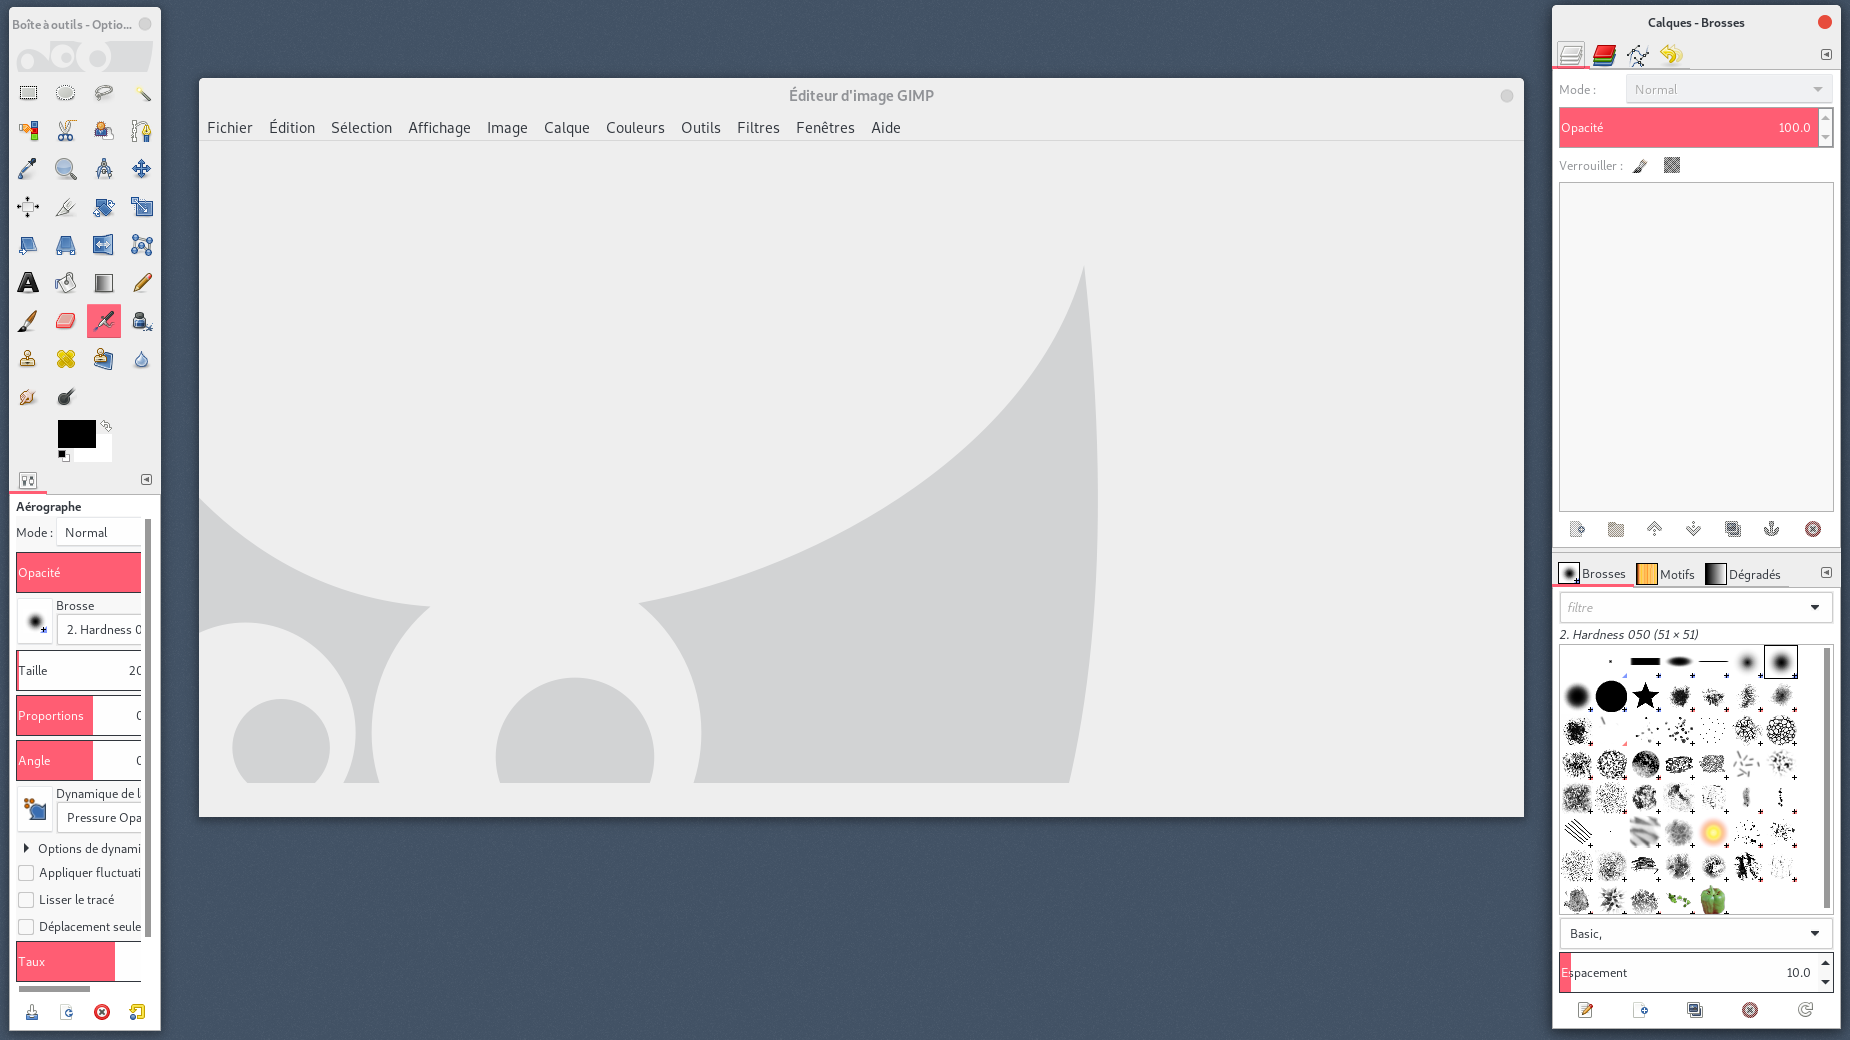 Boîte à outils - Optio...
Aérographe
Mode : Normal
Opacité
Brosse
2. Hardness 0
Taille 20
Proportions 0
Angle 0
Dynamique de l
Pressure Opa
Options de dynami
Appliquer fluctuati
Lisser le tracé
Déplacement seule
Taux
Éditeur d'image GIMP
Fichier Édition Sélection Affichage Image Calque Couleurs Outils Filtres Fenêtres Aide
Calques - Brosses
Mode : Normal
Opacité 100.0
Verrouiller :
Brosses Motifs Dégradés
filtre
2. Hardness 050 (51 × 51)
Basic,
Espacement 10.0